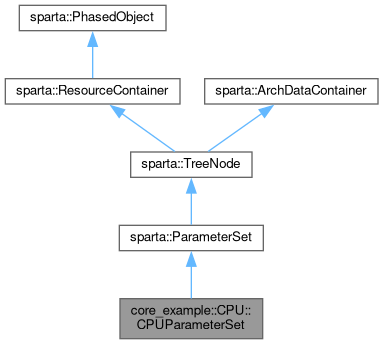 sparta::PhasedObject
sparta::ResourceContainer
sparta::ArchDataContainer
sparta::TreeNode
sparta::ParameterSet
core_example::CPU::
CPUParameterSet